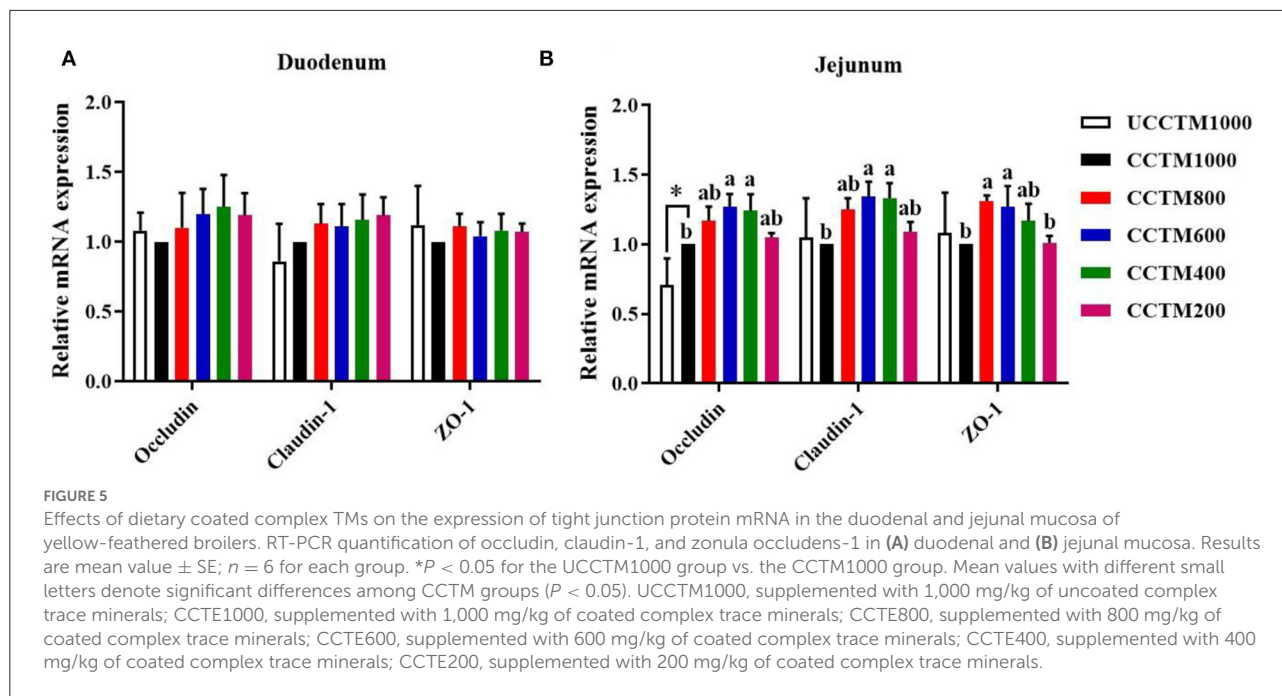 A
Duodenum
Relative mRNA expression
2.0
1.5
1.0
0.5
0.0
Occludin
Claudin-1
ZO-1
B
Jejunum
Relative mRNA expression
2.0
1.5
1.0
0.5
0.0
*
b
ab
a
a
ab
b
ab
a
a
ab
b
a
a
ab
b
Occludin
Claudin-1
ZO-1
UCCTM1000
CCTM1000
CCTM800
CCTM600
CCTM400
CCTM200
FIGURE 5
Effects of dietary coated complex TMs on the expression of tight junction protein mRNA in the duodenal and jejunal mucosa of
yellow-feathered broilers. RT-PCR quantification of occludin, claudin-1, and zonula occludens-1 in (A) duodenal and (B) jejunal mucosa. Results
are mean value ± SE; n = 6 for each group. *P < 0.05 for the UCCTM1000 group vs. the CCTM1000 group. Mean values with different small
letters denote significant differences among CCTM groups (P < 0.05). UCCTM1000, supplemented with 1,000 mg/kg of uncoated complex
trace minerals; CCTE1000, supplemented with 1,000 mg/kg of coated complex trace minerals; CCTE800, supplemented with 800 mg/kg of
coated complex trace minerals; CCTE600, supplemented with 600 mg/kg of coated complex trace minerals; CCTE400, supplemented with 400
mg/kg of coated complex trace minerals; CCTE200, supplemented with 200 mg/kg of coated complex trace minerals.